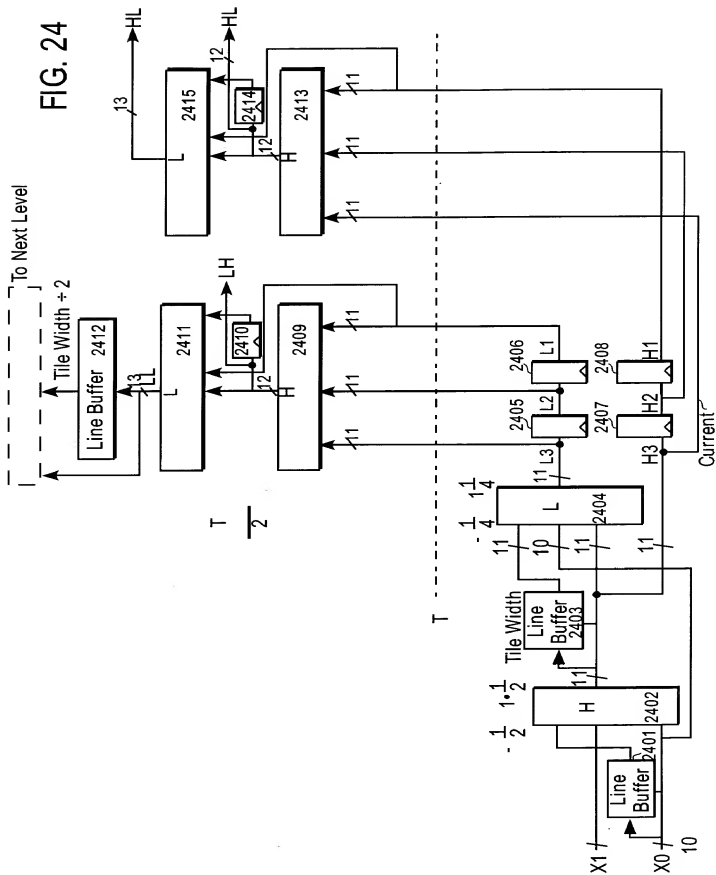 FIG. 24
HL
13
HL
12
L
2415
2414
12
H
2413
11
11
11
To Next Level
Tile Width ÷ 2
Line Buffer 2412
13
LL
L
2411
LH
2410
12
H
2409
11
11
11
T
2
T
2406
L1
2405
L2
L3
11
2408
H1
2407
H2
H3
Current
- 1/4
1 1/4
L
2404
11
10
11
11
Tile Width
Line Buffer 2403
11
- 1/2
1• 1/2
H
2402
2401
Line Buffer
X1
X0
10